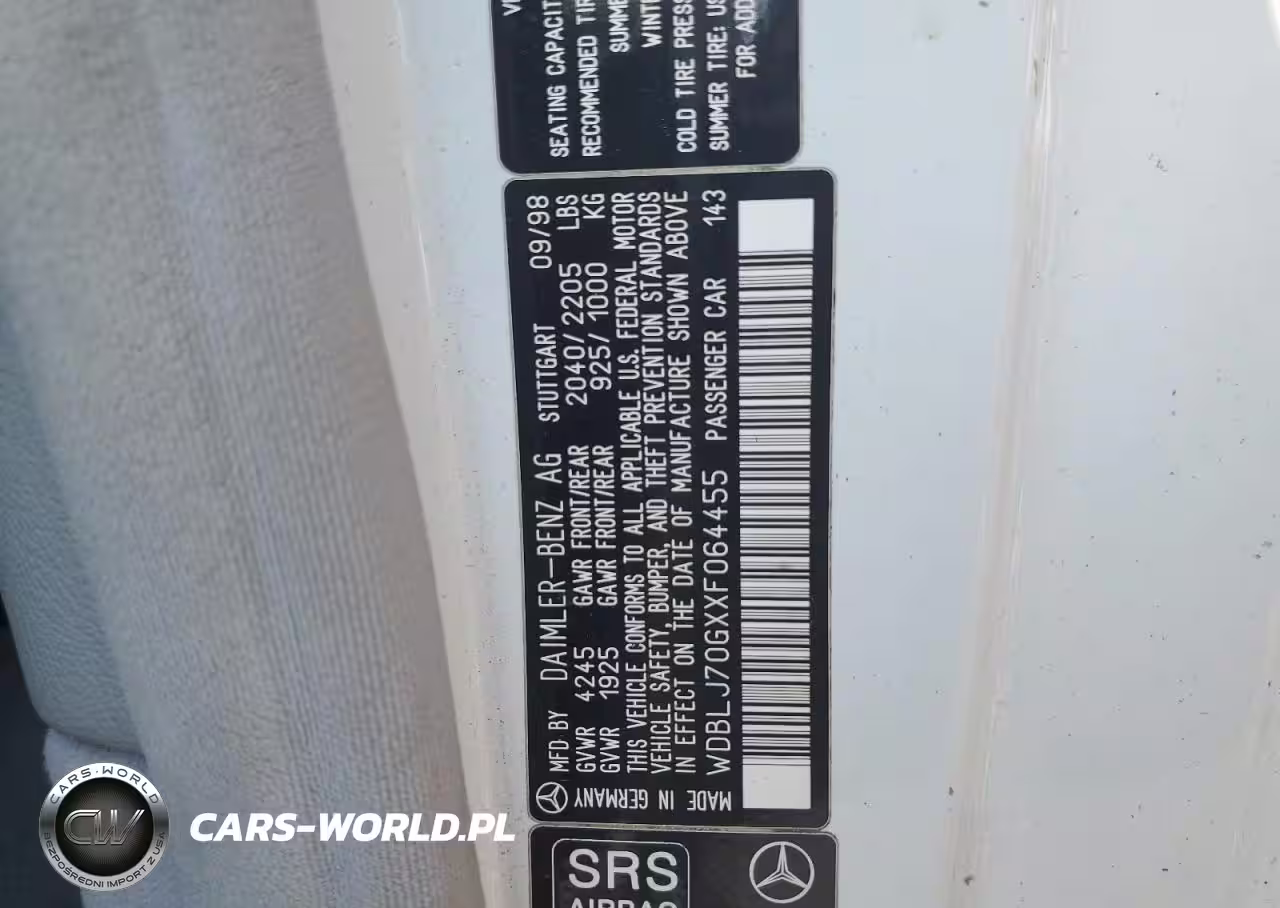 SEATING CAPACIT
RECOMMENDED TIR
SUMME
WINT
COLD TIRE PRESS
SUMMER TIRE: US
FOR ADD
MFD BY DAIMLER-BENZ AG STUTTGART 09/98
GVWR 4245 GAWR FRONT/REAR 2040/2205 LBS
GVWR 1925 GAWR FRONT/REAR 925/1000 KG
THIS VEHICLE CONFORMS TO ALL APPLICABLE U.S. FEDERAL MOTOR
VEHICLE SAFETY, BUMPER, AND THEFT PREVENTION STANDARDS
IN EFFECT ON THE DATE OF MANUFACTURE SHOWN ABOVE
WDBLJ70GXXF064455 PASSENGER CAR 143
MADE IN GERMANY
SRS
AIRBAG
CARS-WORLD
CW
BEZPOŚREDNI IMPORT Z USA
CARS-WORLD.PL